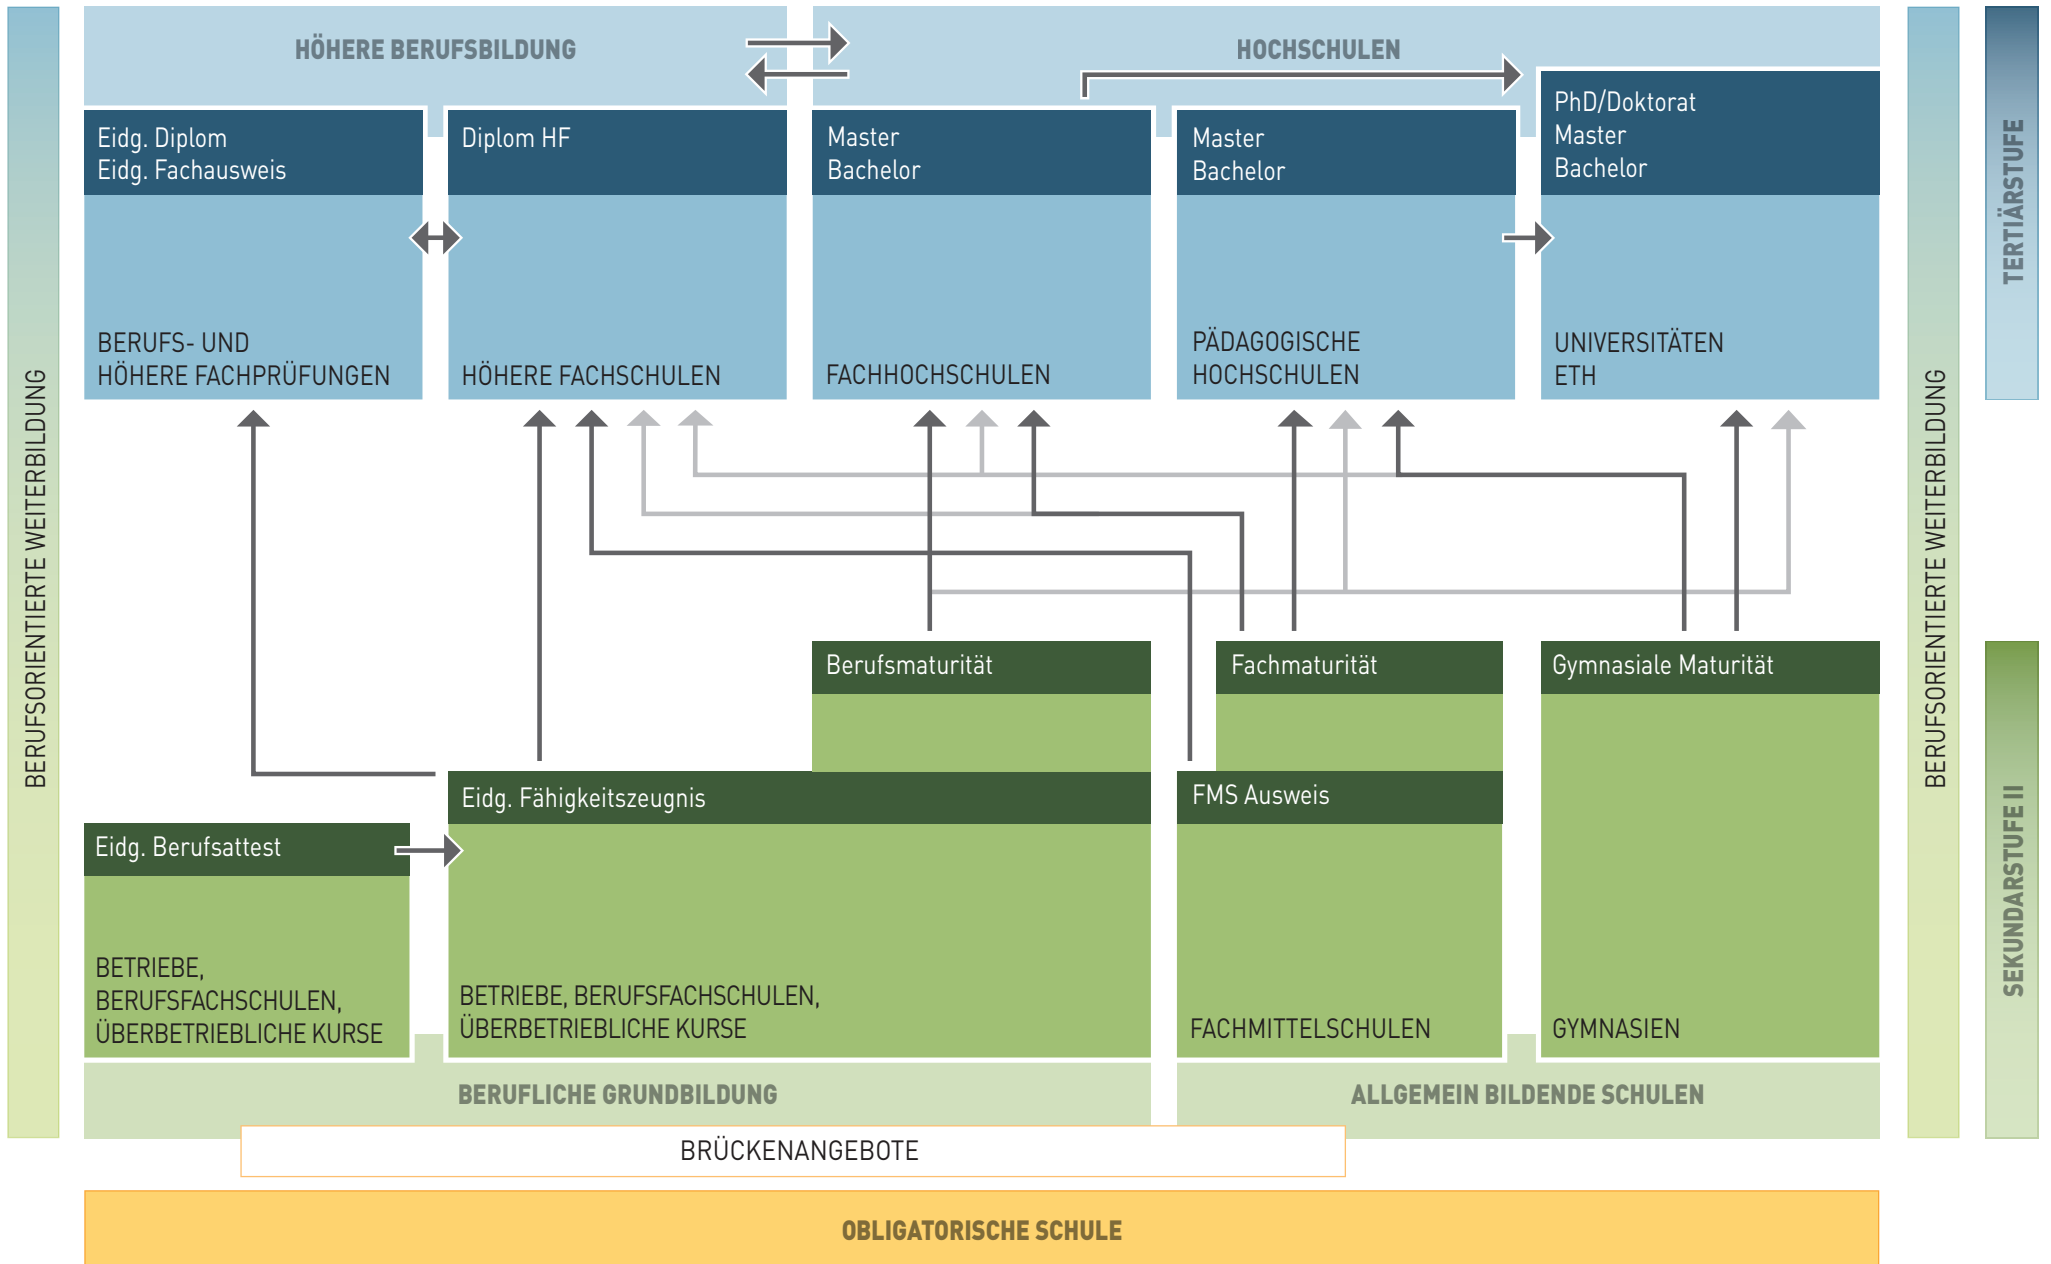 HÖHERE BERUFSBILDUNG
HOCHSCHULEN
Eidg. Diplom
Eidg. Fachausweis
Diplom HF
Master
Bachelor
Master
Bachelor
PhD/Doktorat
Master
Bachelor
BERUFS- UND
HÖHERE FACHPRÜFUNGEN
HÖHERE FACHSCHULEN
FACHHOCHSCHULEN
PÄDAGOGISCHE
HOCHSCHULEN
UNIVERSITÄTEN
ETH
TERTIÄRSTUFE
BERUFSORIENTIERTE WEITERBILDUNG
BERUFSORIENTIERTE WEITERBILDUNG
Berufsmaturität
Fachmaturität
Gymnasiale Maturität
Eidg. Fähigkeitszeugnis
FMS Ausweis
Eidg. Berufsattest
BETRIEBE,
BERUFSFACHSCHULEN,
ÜBERBETRIEBLICHE KURSE
BETRIEBE, BERUFSFACHSCHULEN,
ÜBERBETRIEBLICHE KURSE
FACHMITTELSCHULEN
GYMNASIEN
SEKUNDARSTUFE II
BERUFLICHE GRUNDBILDUNG
ALLGEMEIN BILDENDE SCHULEN
BRÜCKENANGEBOTE
OBLIGATORISCHE SCHULE